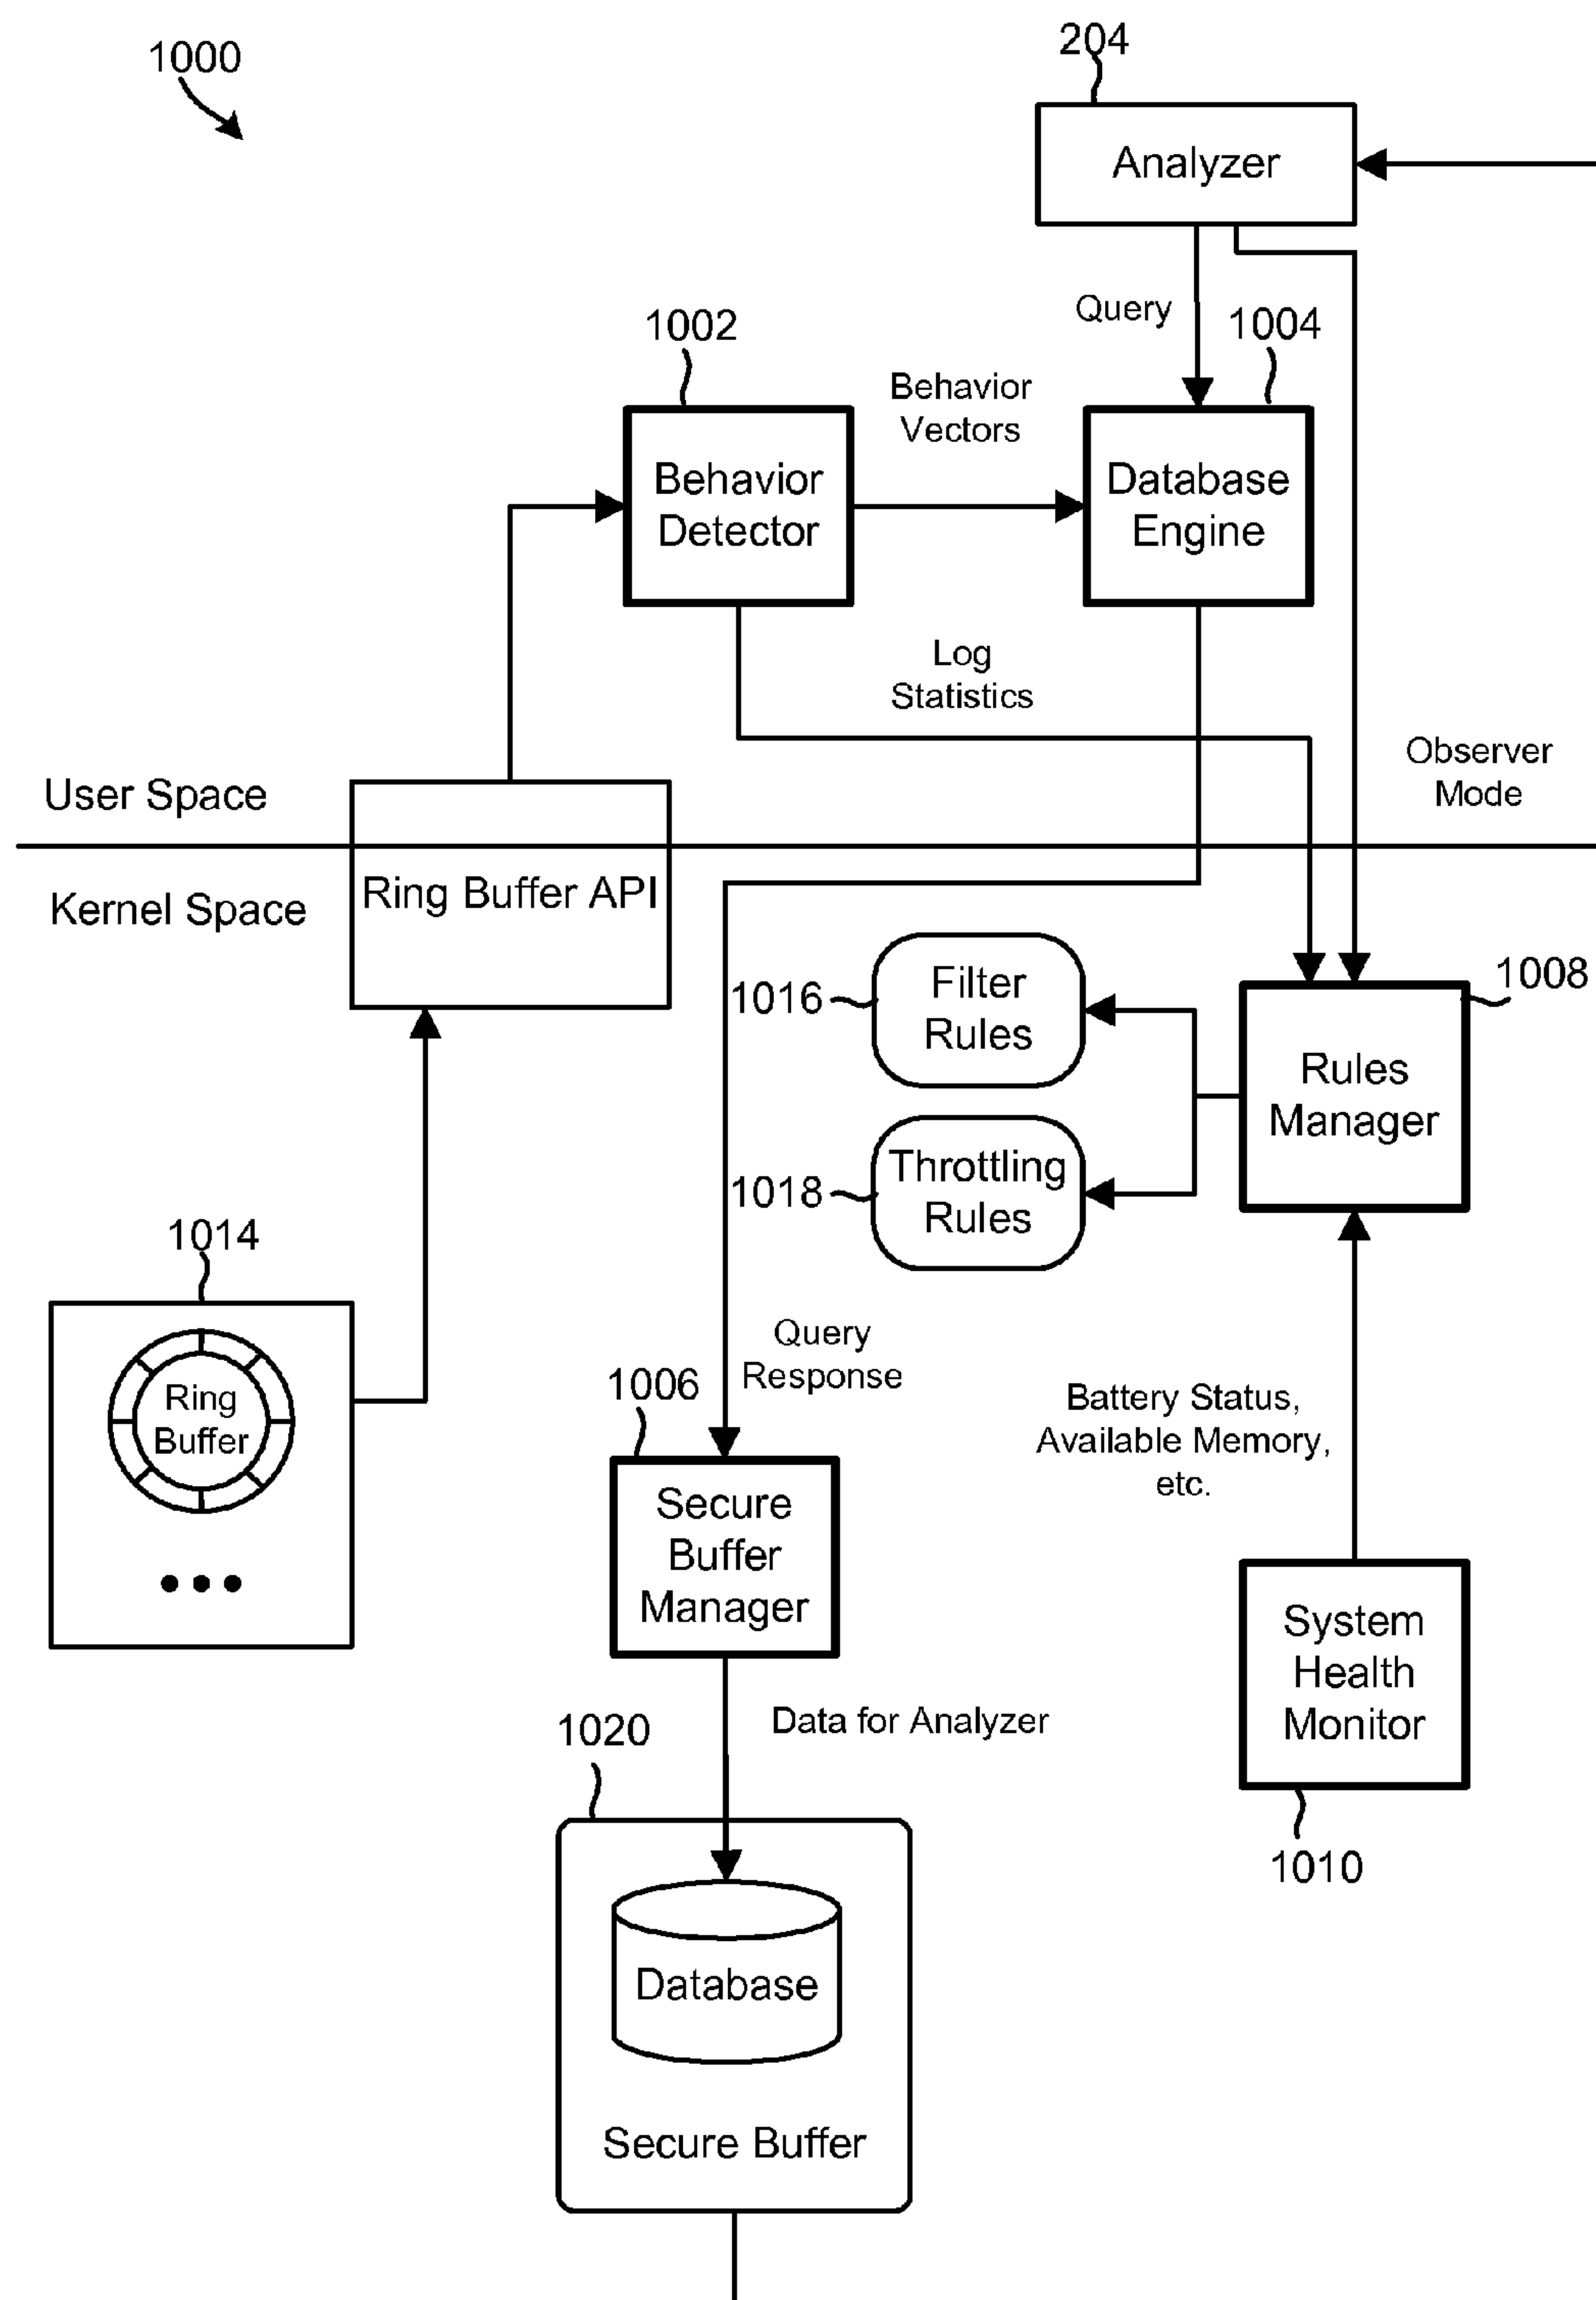 1000
204
Analyzer
Query
1004
1002
Behavior
Vectors
Behavior
Detector
Database
Engine
Log
Statistics
Observer
Mode
User Space
Kernel Space
Ring Buffer API
1016
Filter
Rules
1008
Rules
Manager
1018
Throttling
Rules
1014
Ring
Buffer
Query
Response
1006
Battery Status,
Available Memory,
etc.
Secure
Buffer
Manager
System
Health
Monitor
1010
Data for Analyzer
1020
Database
Secure Buffer